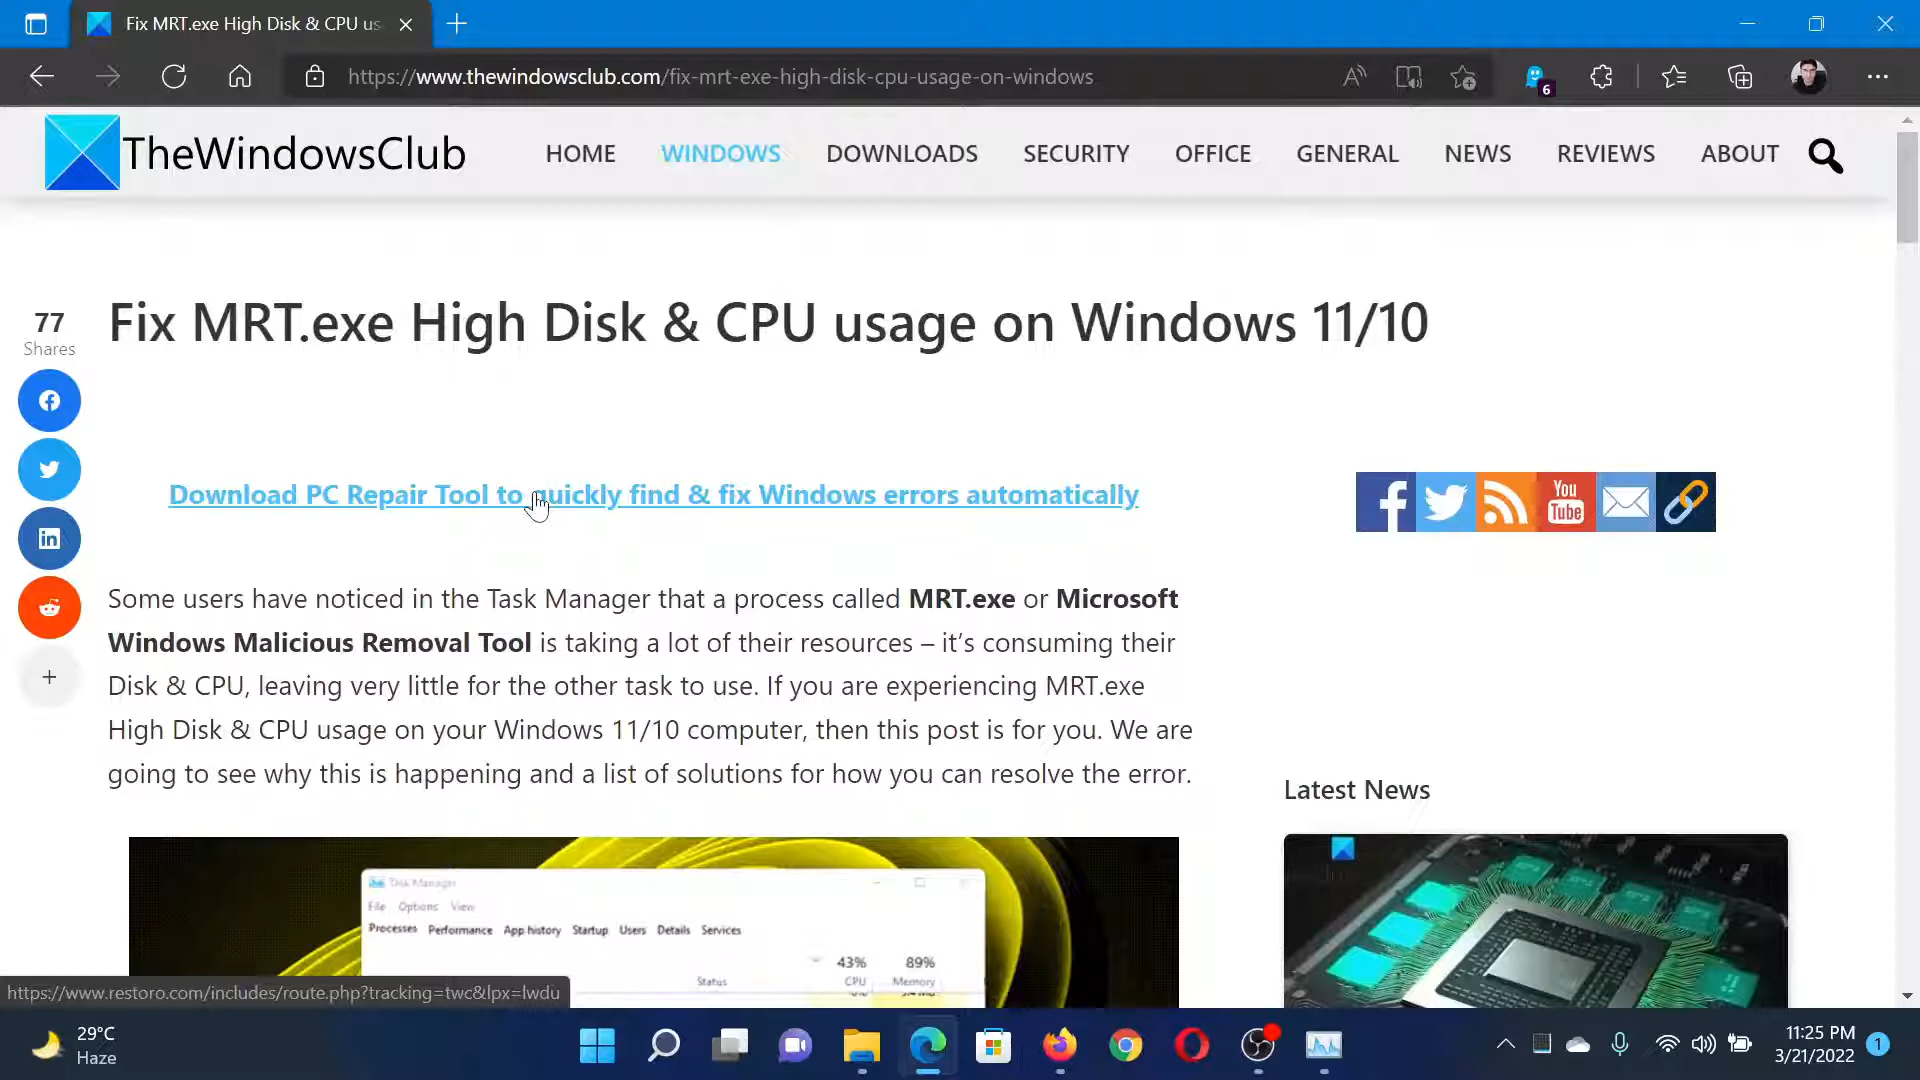 Fix MRT.exe High Disk & CPU us
https://www.thewindowsclub.com/fix-mrt-exe-high-disk-cpu-usage-on-windows
6
TheWindowsClub
HOME WINDOWS DOWNLOADS SECURITY OFFICE GENERAL NEWS REVIEWS ABOUT
77
Shares
Fix MRT.exe High Disk & CPU usage on Windows 11/10
Download PC Repair Tool to quickly find & fix Windows errors automatically
You
Tube
Some users have noticed in the Task Manager that a process called MRT.exe or Microsoft
Windows Malicious Removal Tool is taking a lot of their resources – it's consuming their
Disk & CPU, leaving very little for the other task to use. If you are experiencing MRT.exe
High Disk & CPU usage on your Windows 11/10 computer, then this post is for you. We are
going to see why this is happening and a list of solutions for how you can resolve the error.
Latest News
File Options View
Processes Performance App history Startup Users Details Services
43% 89%
Status CPU Memory
https://www.restoro.com/includes/route.php?tracking=twc&lpx=lwdu
29°C
Haze
11:25 PM
3/21/2022
1